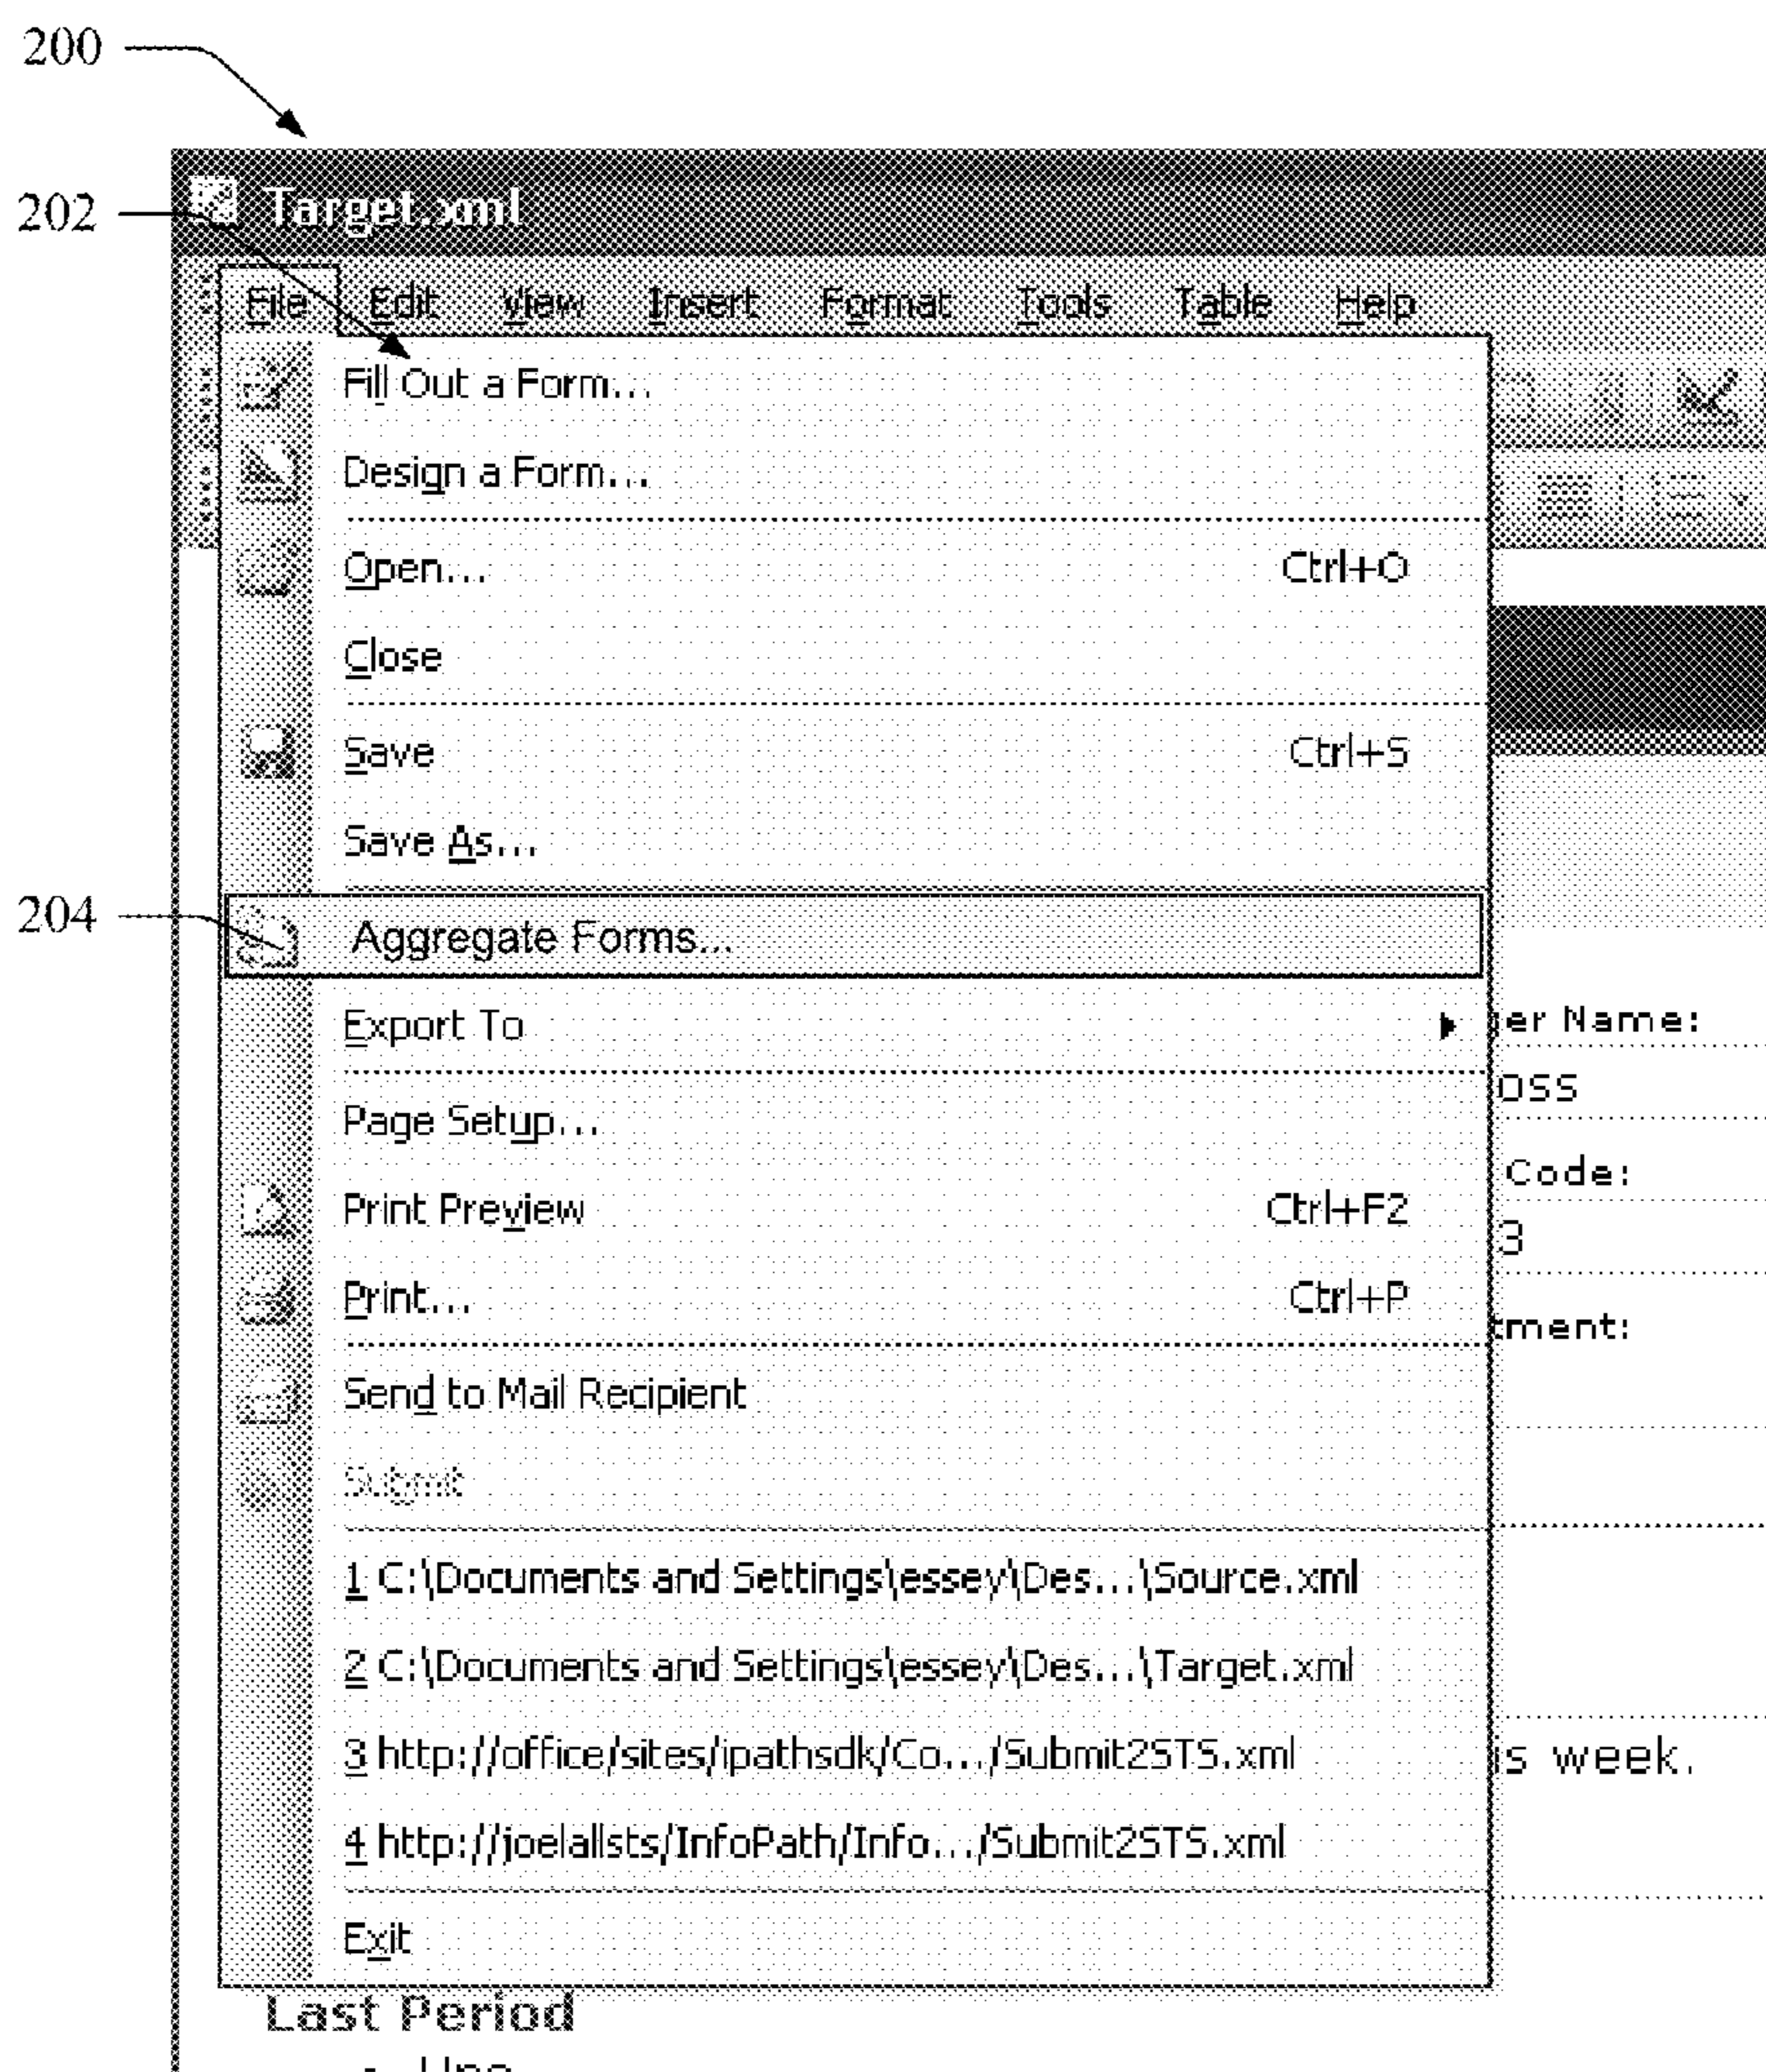 200
202
Target.xml
File Edit View Insert Format Tools Table Help
Fill Out a Form...
Design a Form...
Open... Ctrl+O
Close
Save Ctrl+S
Save As...
204
Aggregate Forms...
Export To
er Name:
OSS
Page Setup...
Code:
Print Preview Ctrl+F2
3
Print... Ctrl+P
tment:
Send to Mail Recipient
Submit
1 C:\Documents and Settings\essey\Des...\Source.xml
2 C:\Documents and Settings\essey\Des...\Target.xml
3 http://office/sites/ipathsdk/Co.../Submit2STS.xml
s week.
4 http://joelallsts/InfoPath/Info.../Submit2STS.xml
Exit
Last Period